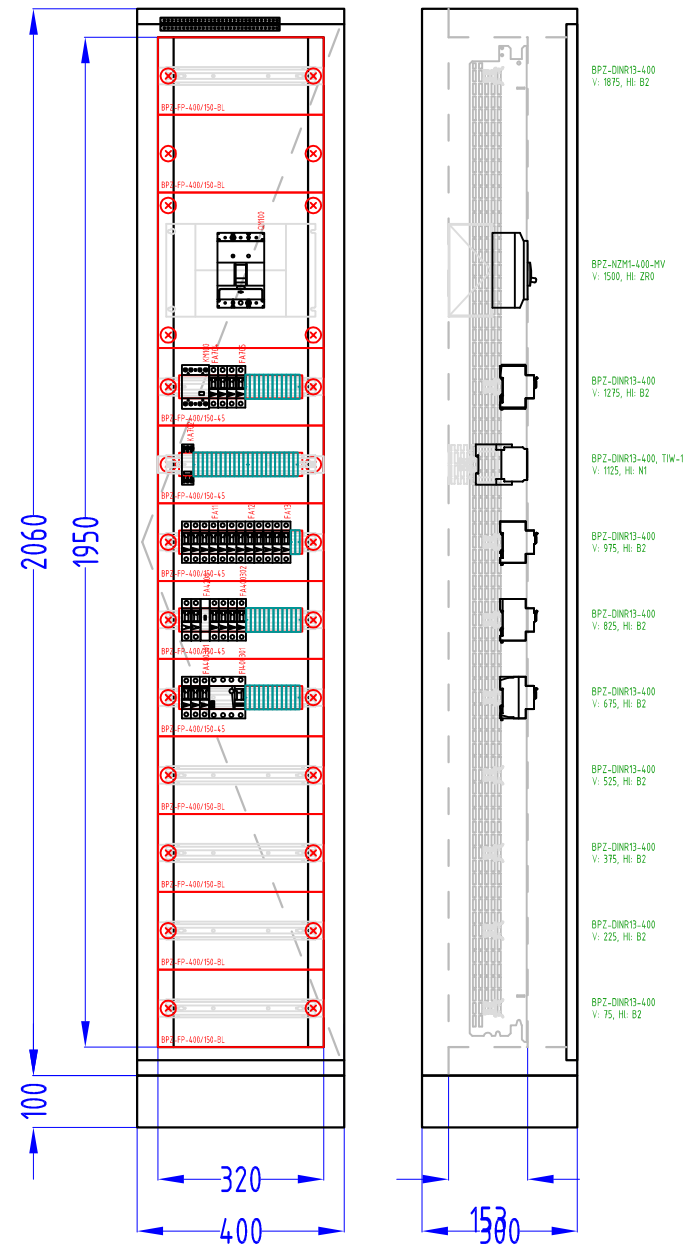 BPZ-DINR13-400
V: 1875, HI: B2
BPZ-FP-400/150-BL
BPZ-FP-400/150-BL
QM100
BPZ-NZM1-400-MV
V: 1500, HI: ZR0
KM100
FA704
FA705
BPZ-DINR13-400
V: 1275, HI: B2
BPZ-FP-400/150-45
BPZ-DINR13-400, TIW-1
V: 1125, HI: N1
BPZ-FP-400/150-45
2060
1950
FA11
FA12
FA13
BPZ-DINR13-400
V: 975, HI: B2
BPZ-FP-400/150-45
FA400302
BPZ-DINR13-400
V: 825, HI: B2
BPZ-FP-400/150-45
FA400301
FI400301
BPZ-DINR13-400
V: 675, HI: B2
BPZ-FP-400/150-45
BPZ-DINR13-400
V: 525, HI: B2
BPZ-FP-400/150-BL
BPZ-DINR13-400
V: 375, HI: B2
BPZ-FP-400/150-BL
BPZ-DINR13-400
V: 225, HI: B2
BPZ-FP-400/150-BL
BPZ-DINR13-400
V: 75, HI: B2
BPZ-FP-400/150-BL
100
320
153
400
300